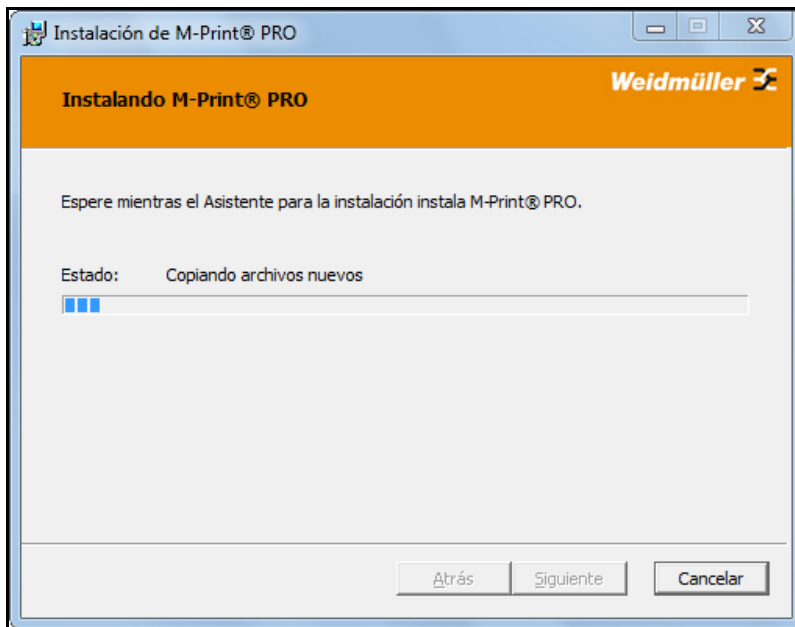 Instalación de M-Print® PRO
Weidmüller
Instalando M-Print® PRO
Espere mientras el Asistente para la instalación instala M-Print® PRO.
Estado: Copiando archivos nuevos
Atrás Siguiente Cancelar